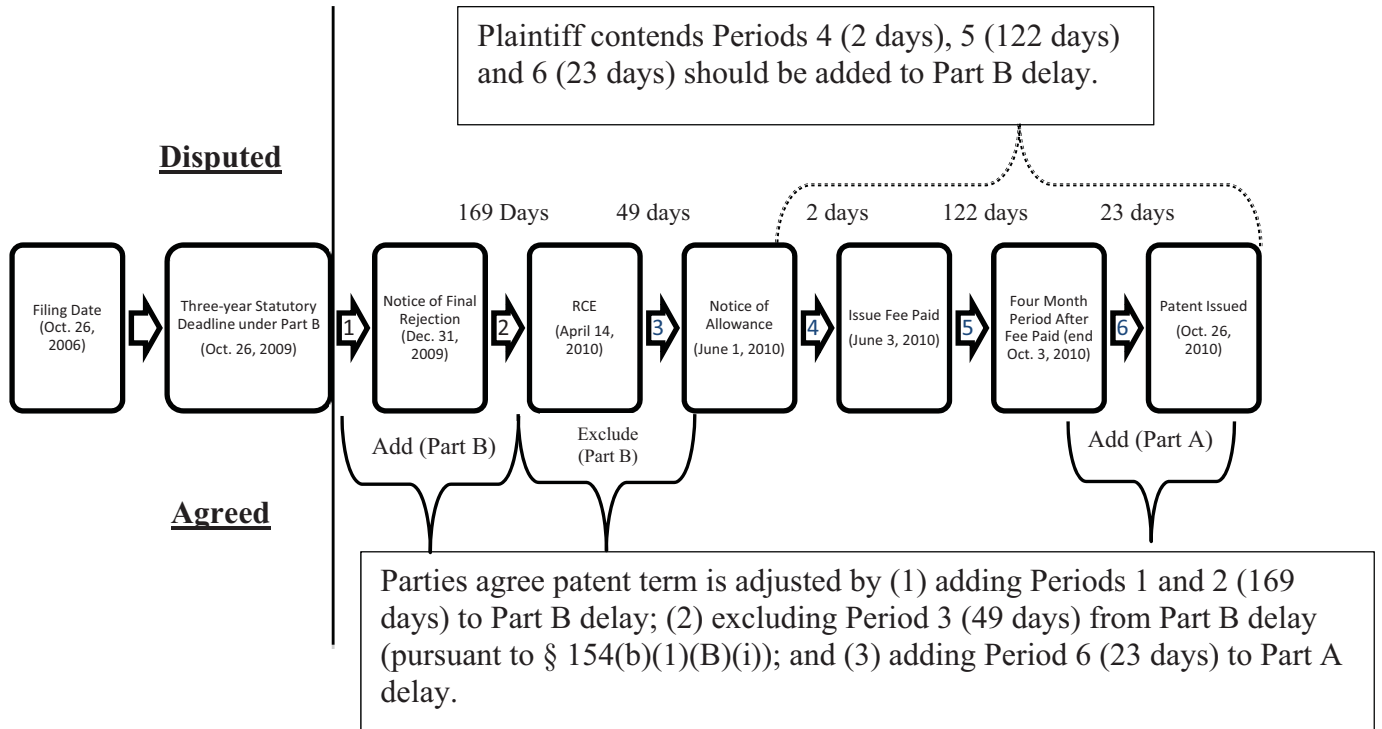 Plaintiff contends Periods 4 (2 days), 5 (122 days)
and 6 (23 days) should be added to Part B delay.
Disputed
169 Days
49 days
2 days
122 days
23 days
Filing Date
(Oct. 26,
2006)
Three-year Statutory
Deadline under Part B
(Oct. 26, 2009)
1
Notice of Final
Rejection
(Dec. 31,
2009)
2
RCE
(April 14,
2010)
3
Notice of
Allowance
(June 1, 2010)
4
Issue Fee Paid
(June 3, 2010)
5
Four Month
Period After
Fee Paid (end
Oct. 3, 2010)
6
Patent Issued
(Oct. 26,
2010)
Add (Part B)
Exclude
(Part B)
Add (Part A)
Agreed
Parties agree patent term is adjusted by (1) adding Periods 1 and 2 (169
days) to Part B delay; (2) excluding Period 3 (49 days) from Part B delay
(pursuant to § 154(b)(1)(B)(i)); and (3) adding Period 6 (23 days) to Part A
delay.